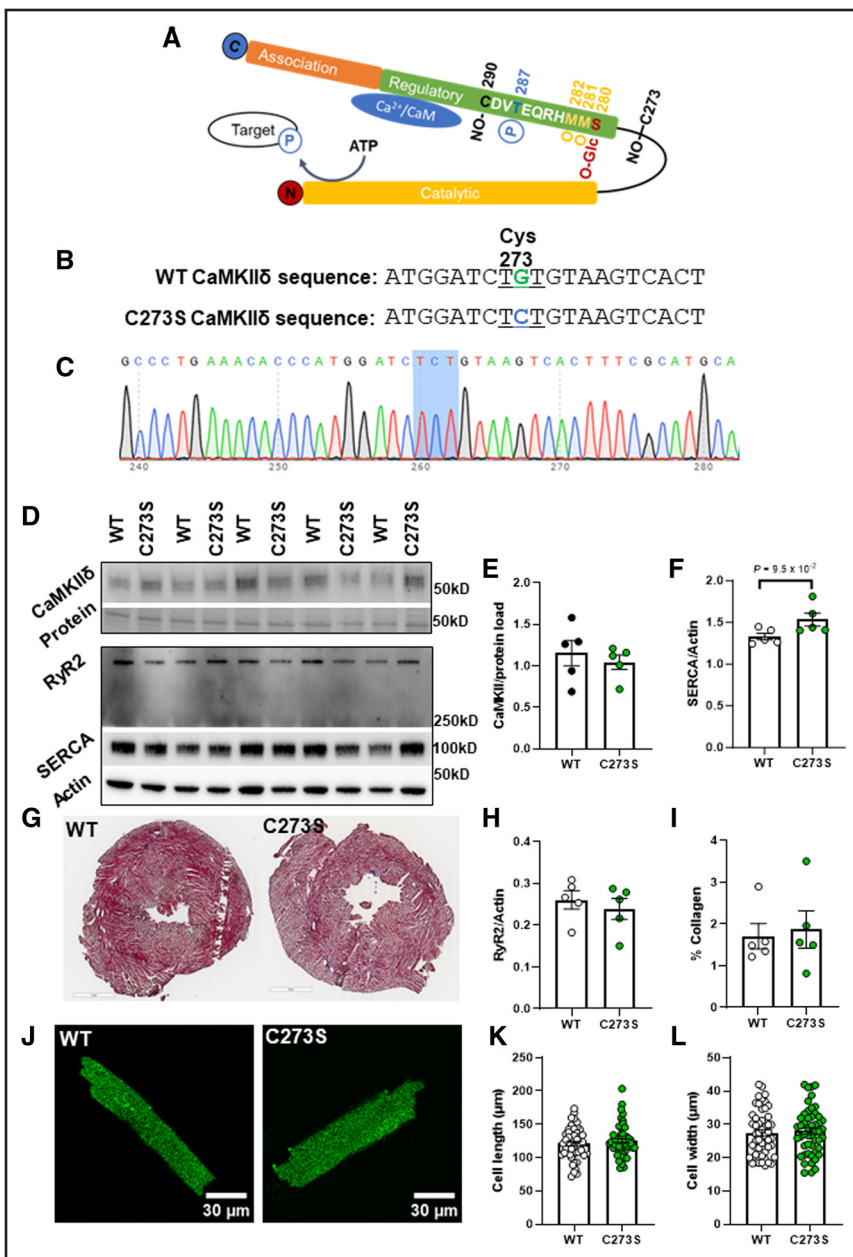 A
C
Association
Regulatory
290
287
282
281
280
CDVTEQRHMMS
NO-
P
O
O
O-Glc
NO-C273
Ca²⁺/CaM
Target
P
ATP
N
Catalytic
B
Cys
273
WT CaMKIIδ sequence: ATGGATCTGTGTAAGTCACT
C273S CaMKIIδ sequence: ATGGATCTCTGTAAGTCACT
C
G C C C T G A A A C A C C C A T G G A T C T C T G T A A G T C A C T T T C G C A T G C A
240 250 260 270 280
D
WT C273S WT C273S WT C273S WT C273S WT C273S
CaMKIIδ
50kD
Protein
50kD
RyR2
250kD
SERCA
100kD
50kD
Actin
E
CaMKII/protein load
2.0
1.5
1.0
0.5
0.0
WT C273S
F
P = 9.5 x 10⁻²
SERCA/Actin
2.0
1.5
1.0
0.5
0.0
WT C273S
G
WT
C273S
H
RyR2/Actin
0.4
0.3
0.2
0.1
0.0
WT C273S
I
% Collagen
4
3
2
1
0
WT C273S
J
WT
30 µm
C273S
30 µm
K
Cell length (µm)
250
200
150
100
50
0
WT C273S
L
Cell width (µm)
50
40
30
20
10
0
WT C273S